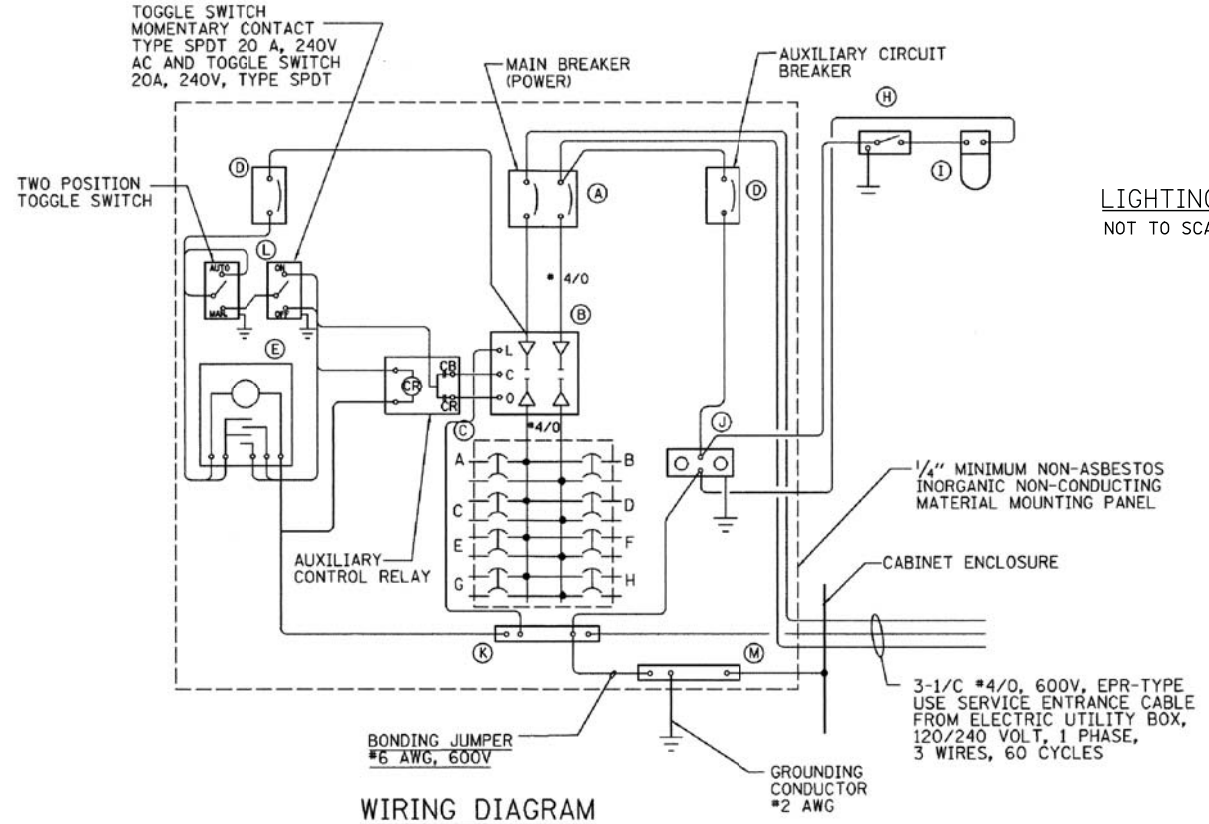 TOGGLE SWITCH
MOMENTARY CONTACT
TYPE SPDT 20 A, 240V
AC AND TOGGLE SWITCH
20A, 240V, TYPE SPDT
MAIN BREAKER
(POWER)
AUXILIARY CIRCUIT
BREAKER
H
TWO POSITION
TOGGLE SWITCH
D
A
D
I
LIGHTING
NOT TO SCA
L
AUTO
MAN.
ON
OFF
# 4/0
B
E
CR
CB
CR
L
C
O
#4/0
C
J
A
B
C
D
E
F
G
H
1/4" MINIMUM NON-ASBESTOS
INORGANIC NON-CONDUCTING
MATERIAL MOUNTING PANEL
AUXILIARY
CONTROL RELAY
CABINET ENCLOSURE
K
M
3-1/C #4/0, 600V, EPR-TYPE
USE SERVICE ENTRANCE CABLE
FROM ELECTRIC UTILITY BOX,
120/240 VOLT, 1 PHASE,
3 WIRES, 60 CYCLES
BONDING JUMPER
#6 AWG, 600V
GROUNDING
CONDUCTOR
#2 AWG
WIRING DIAGRAM